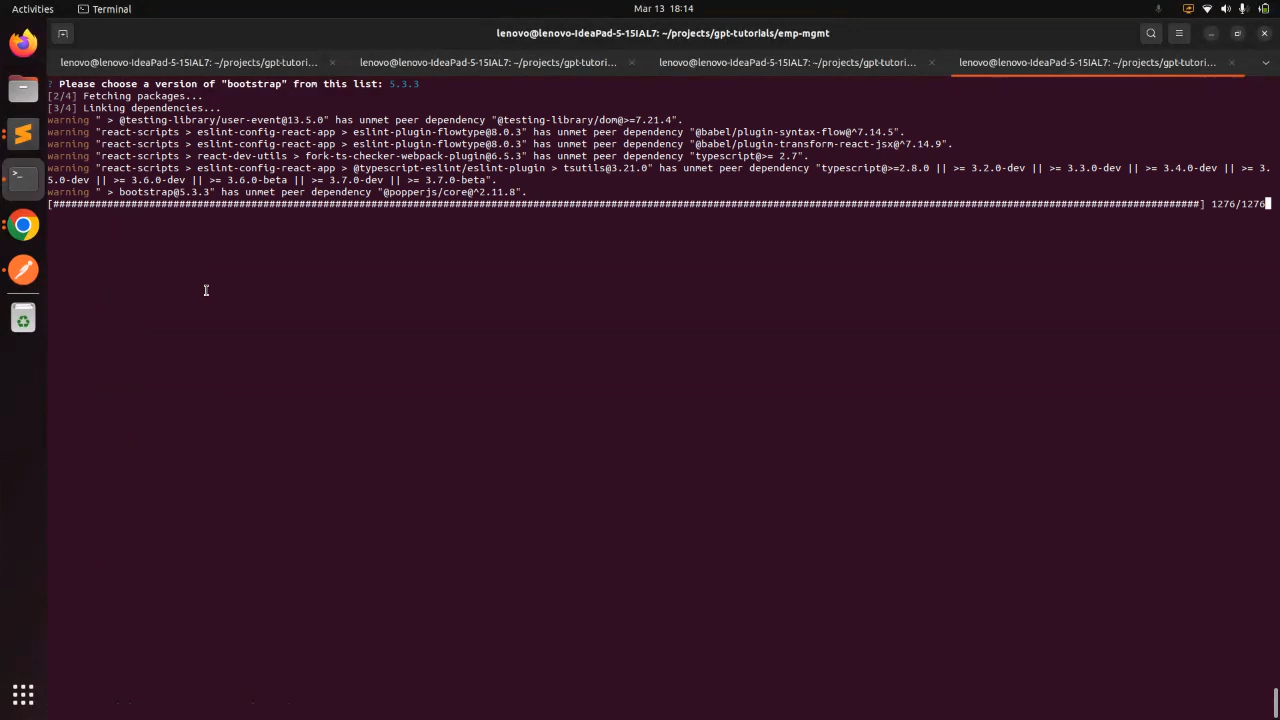 Activities
Terminal
Mar 13 18:14
lenovo@lenovo-IdeaPad-5-15IAL7: ~/projects/gpt-tutorials/emp-mgmt
lenovo@lenovo-IdeaPad-5-15IAL7: ~/projects/gpt-tutori...
lenovo@lenovo-IdeaPad-5-15IAL7: ~/projects/gpt-tutori...
lenovo@lenovo-IdeaPad-5-15IAL7: ~/projects/gpt-tutori...
lenovo@lenovo-IdeaPad-5-15IAL7: ~/projects/gpt-tutori...
? Please choose a version of "bootstrap" from this list: 5.3.3
[2/4] Fetching packages...
[3/4] Linking dependencies...
warning " > @testing-library/user-event@13.5.0" has unmet peer dependency "@testing-library/dom@>=7.21.4".
warning "react-scripts > eslint-config-react-app > eslint-plugin-flowtype@8.0.3" has unmet peer dependency "@babel/plugin-syntax-flow@^7.14.5".
warning "react-scripts > eslint-config-react-app > eslint-plugin-flowtype@8.0.3" has unmet peer dependency "@babel/plugin-transform-react-jsx@^7.14.9".
warning "react-scripts > react-dev-utils > fork-ts-checker-webpack-plugin@6.5.3" has unmet peer dependency "typescript@>= 2.7".
warning "react-scripts > eslint-config-react-app > @typescript-eslint/eslint-plugin > tsutils@3.21.0" has unmet peer dependency "typescript@>=2.8.0 || >= 3.2.0-dev || >= 3.3.0-dev || >= 3.4.0-dev || >= 3.
5.0-dev || >= 3.6.0-dev || >= 3.6.0-beta || >= 3.7.0-dev || >= 3.7.0-beta".
warning " > bootstrap@5.3.3" has unmet peer dependency "@popperjs/core@^2.11.8".
[################################################################################################################################################################################################] 1276/1276